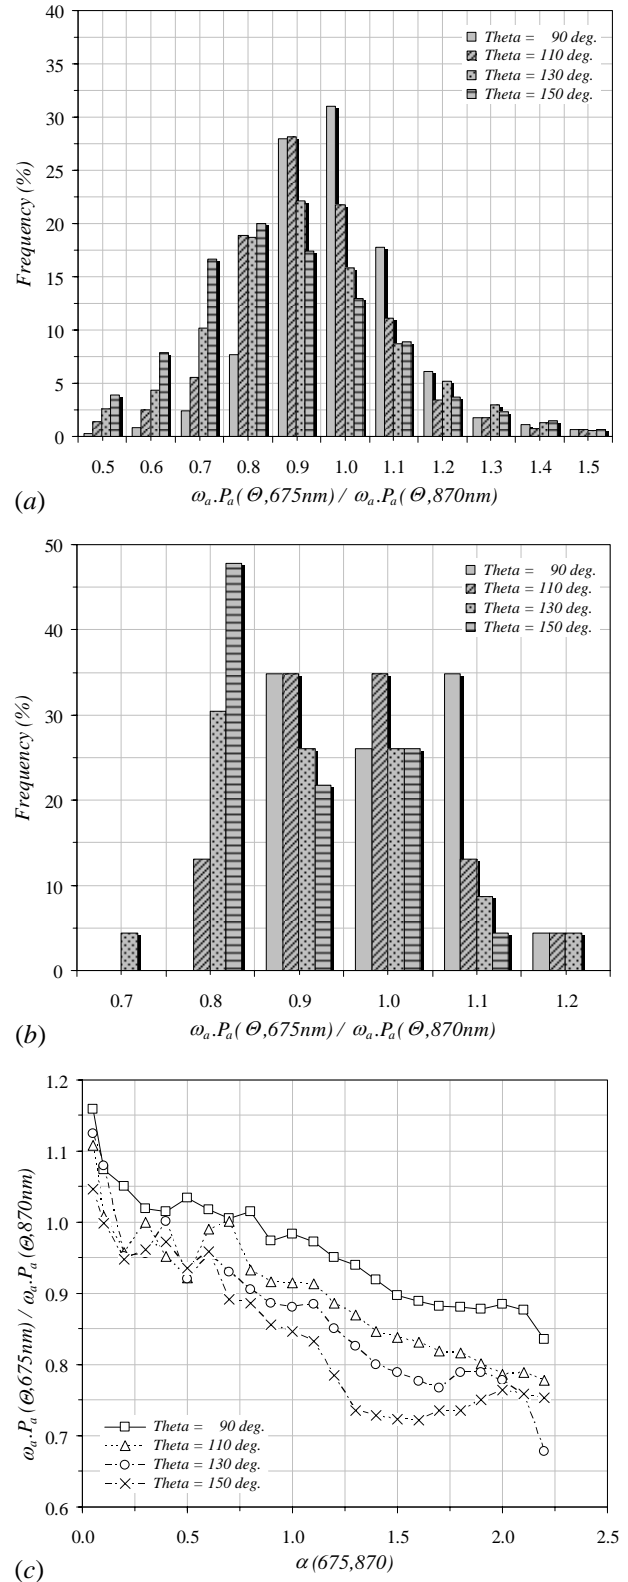 40
35
30
25
20
15
10
5
0
Frequency (%)
Theta = 90 deg.
Theta = 110 deg.
Theta = 130 deg.
Theta = 150 deg.
0.5 0.6 0.7 0.8 0.9 1.0 1.1 1.2 1.3 1.4 1.5
ωa.Pa(Θ,675nm) / ωa.Pa(Θ,870nm)
(a)
50
40
30
20
10
0
Frequency (%)
Theta = 90 deg.
Theta = 110 deg.
Theta = 130 deg.
Theta = 150 deg.
0.7 0.8 0.9 1.0 1.1 1.2
ωa.Pa(Θ,675nm) / ωa.Pa(Θ,870nm)
(b)
1.2
1.1
1.0
0.9
0.8
0.7
0.6
ωa.Pa(Θ,675nm) / ωa.Pa(Θ,870nm)
Theta = 90 deg.
Theta = 110 deg.
Theta = 130 deg.
Theta = 150 deg.
0.0 0.5 1.0 1.5 2.0 2.5
α(675,870)
(c)